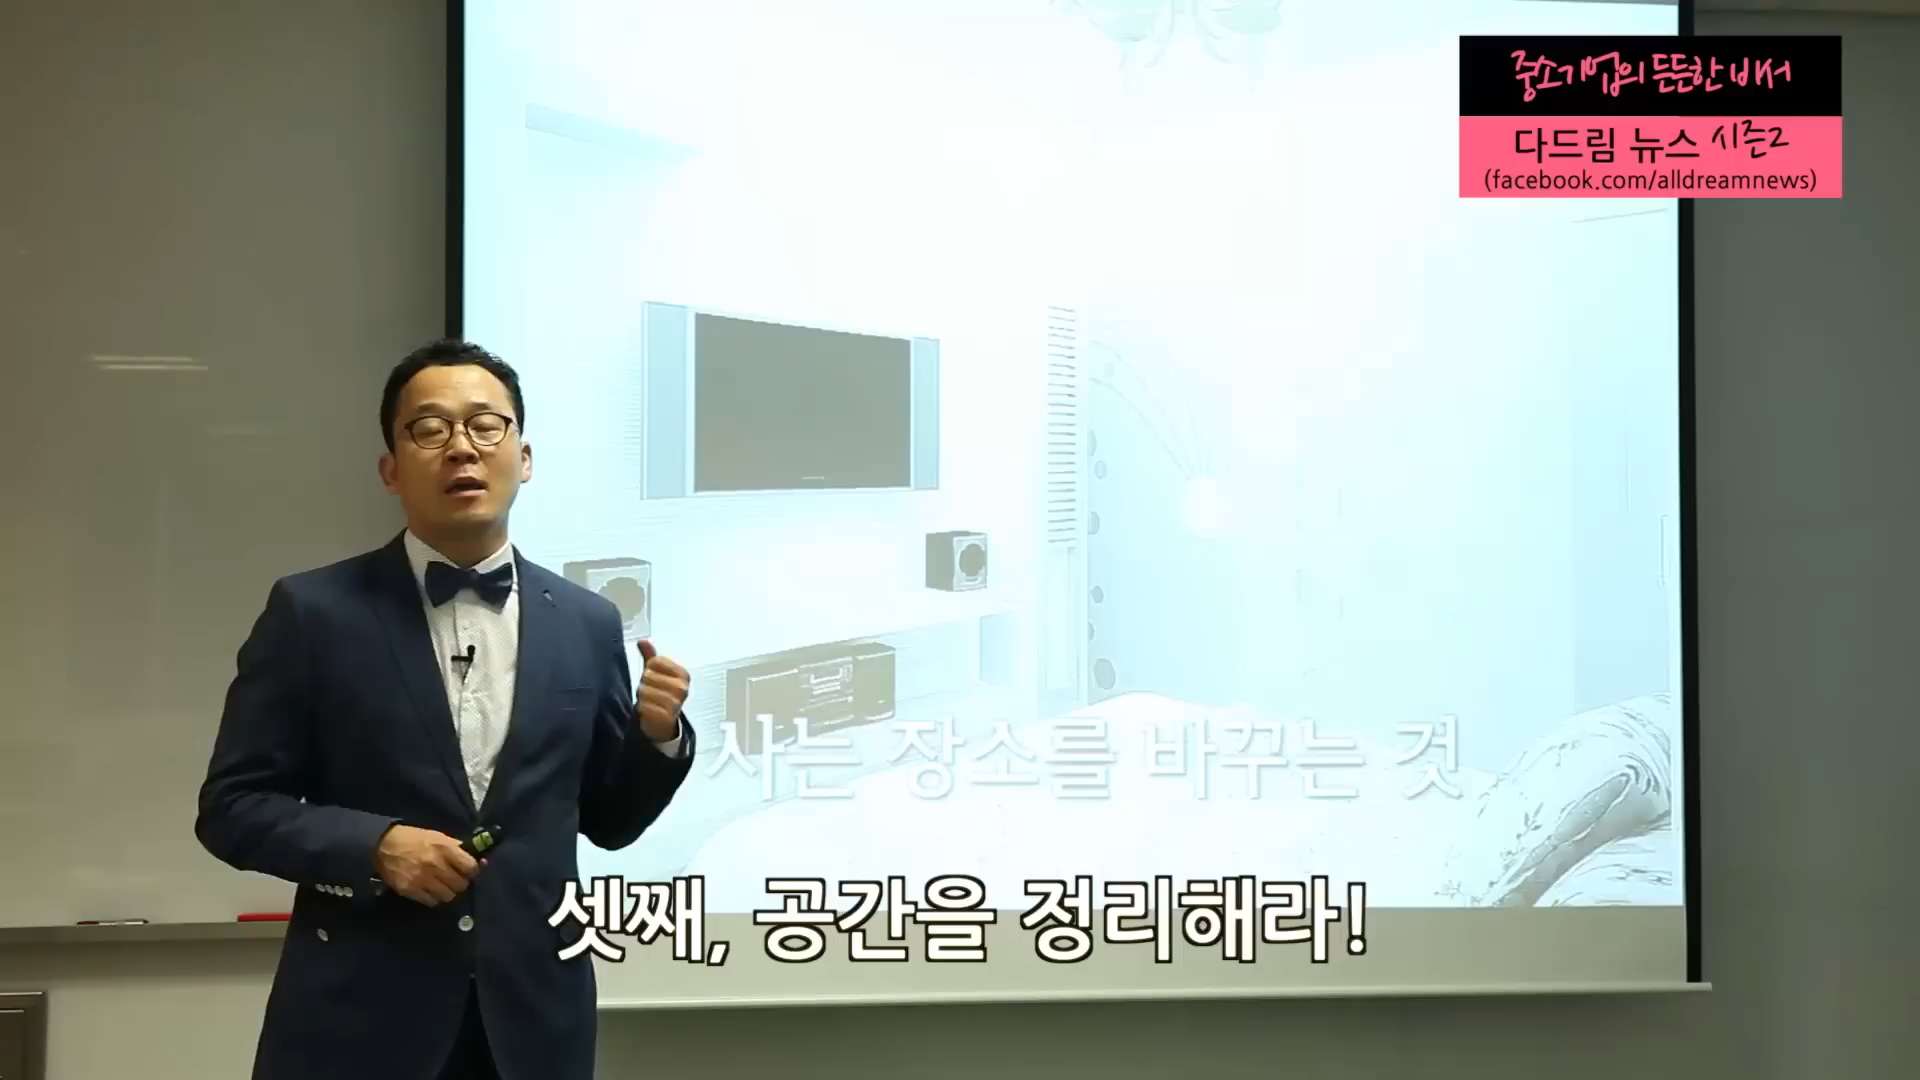 중소기업의 든든한 비서
다드림 뉴스 시즌2
(facebook.com/alldreamnews)
사는 장소를 바꾸는 것
셋째, 공간을 정리해라!